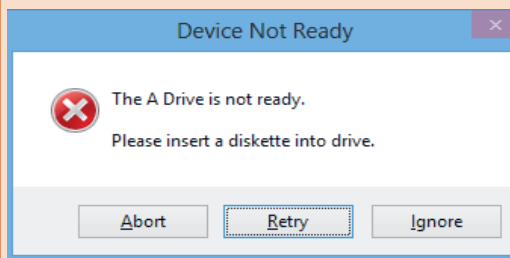 Device Not Ready
The A Drive is not ready.
Please insert a diskette into drive.
Abort
Retry
Ignore